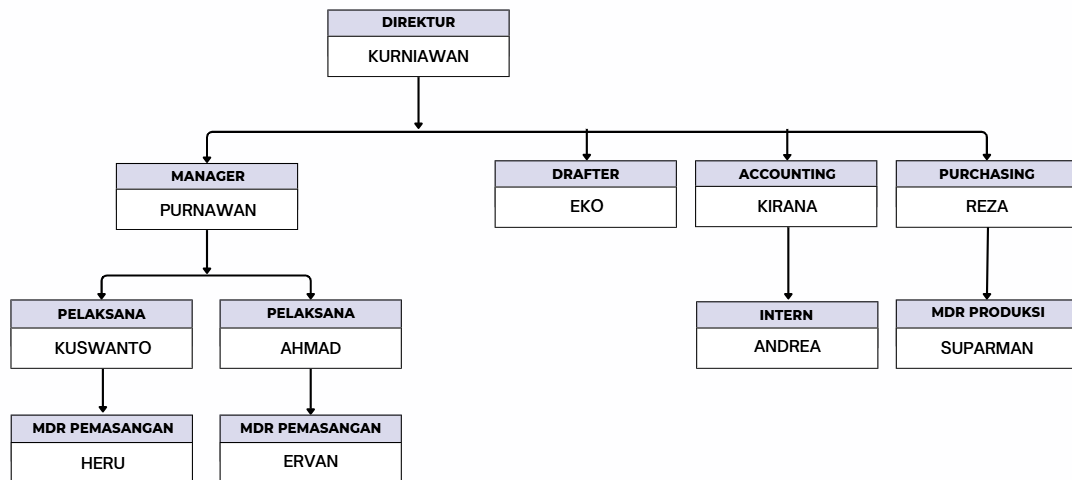 DIREKTUR
KURNIAWAN
MANAGER
PURNAWAN
DRAFTER
EKO
ACCOUNTING
KIRANA
PURCHASING
REZA
PELAKSANA
KUSWANTO
PELAKSANA
AHMAD
INTERN
ANDREA
MDR PRODUKSI
SUPARMAN
MDR PEMASANGAN
HERU
MDR PEMASANGAN
ERVAN